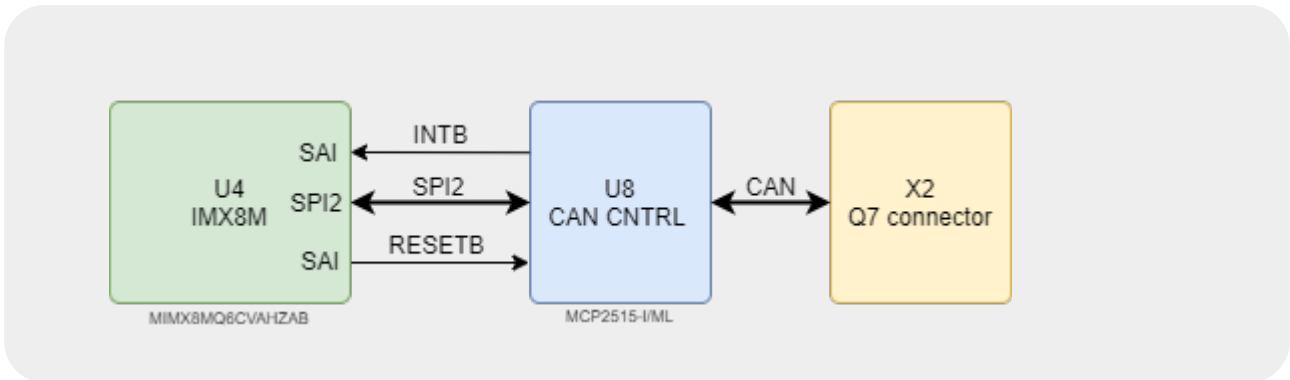 INTB
SAI
U4
IMX8M
SPI2
SPI2
U8
CAN CNTRL
CAN
X2
Q7 connector
RESETB
SAI
MIMX8MQ6CVAHZAB
MCP2515-I/ML